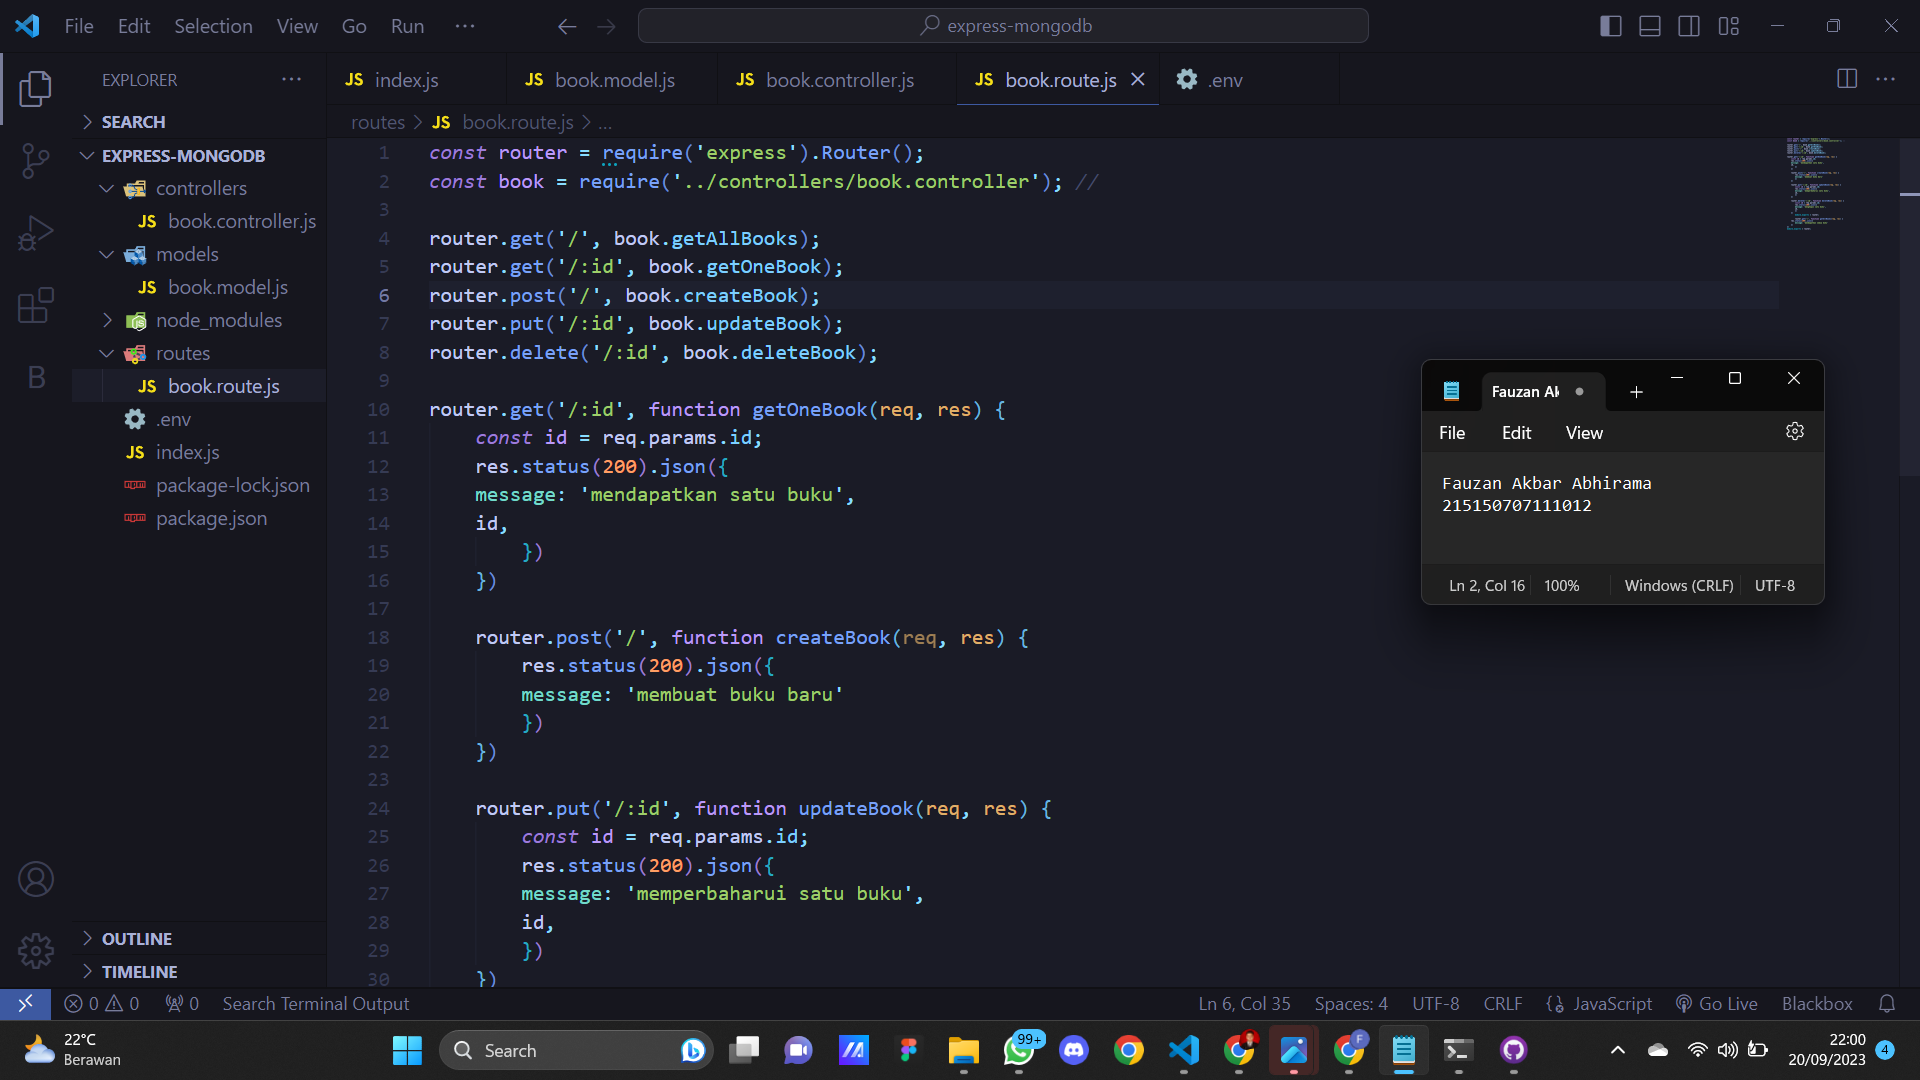 File Edit Selection View Go Run ···
express-mongodb
EXPLORER ···
SEARCH
EXPRESS-MONGODB
controllers
JS book.controller.js
models
JS book.model.js
node_modules
routes
JS book.route.js
.env
JS index.js
package-lock.json
package.json
OUTLINE
TIMELINE
JS index.js
JS book.model.js
JS book.controller.js
JS book.route.js
.env
routes > JS book.route.js > ...
1 const router = require('express').Router();
2 const book = require('../controllers/book.controller'); //
3
4 router.get('/', book.getAllBooks);
5 router.get('/:id', book.getOneBook);
6 router.post('/', book.createBook);
7 router.put('/:id', book.updateBook);
8 router.delete('/:id', book.deleteBook);
9
10 router.get('/:id', function getOneBook(req, res) {
11 const id = req.params.id;
12 res.status(200).json({
13 message: 'mendapatkan satu buku',
14 id,
15 })
16 })
17
18 router.post('/', function createBook(req, res) {
19 res.status(200).json({
20 message: 'membuat buku baru'
21 })
22 })
23
24 router.put('/:id', function updateBook(req, res) {
25 const id = req.params.id;
26 res.status(200).json({
27 message: 'memperbaharui satu buku',
28 id,
29 })
30 })
Fauzan Ak
File Edit View
Fauzan Akbar Abhirama
215150707111012
Ln 2, Col 16 100% Windows (CRLF) UTF-8
0 0 0 Search Terminal Output
Ln 6, Col 35 Spaces: 4 UTF-8 CRLF JavaScript Go Live Blackbox
22°C
Berawan
Search
99+
F
22:00
20/09/2023
4